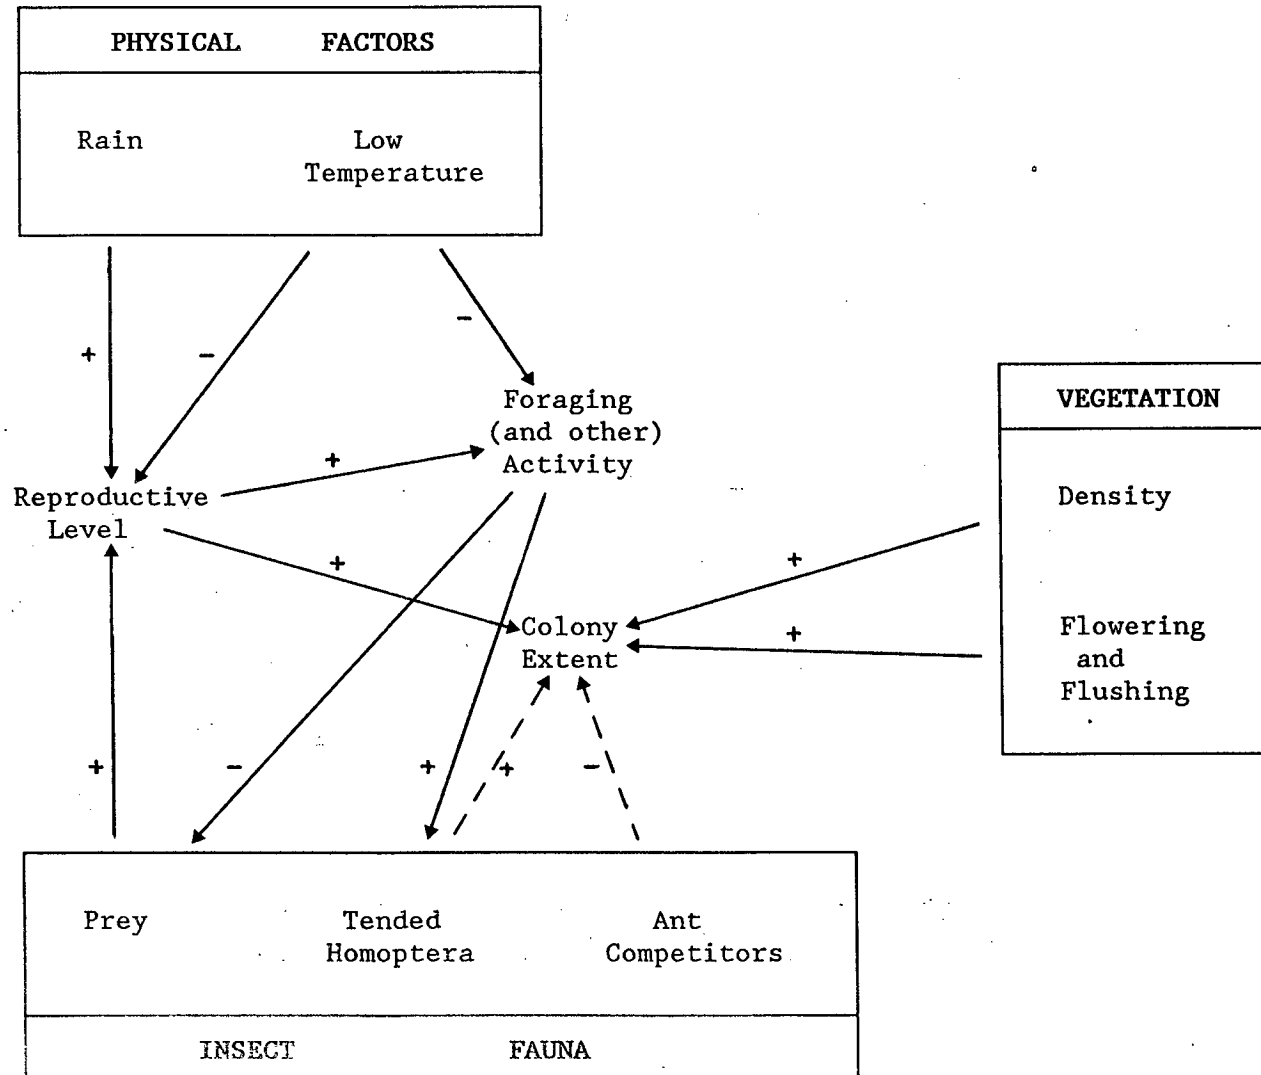 PHYSICAL FACTORS
Rain
Low
Temperature
+
-
-
Foraging
(and other)
Activity
+
Reproductive
Level
+
Colony
Extent
VEGETATION
Density
Flowering
and
Flushing
+
+
+
-
+
+
-
Prey
Tended
Homoptera
Ant
Competitors
INSECT FAUNA